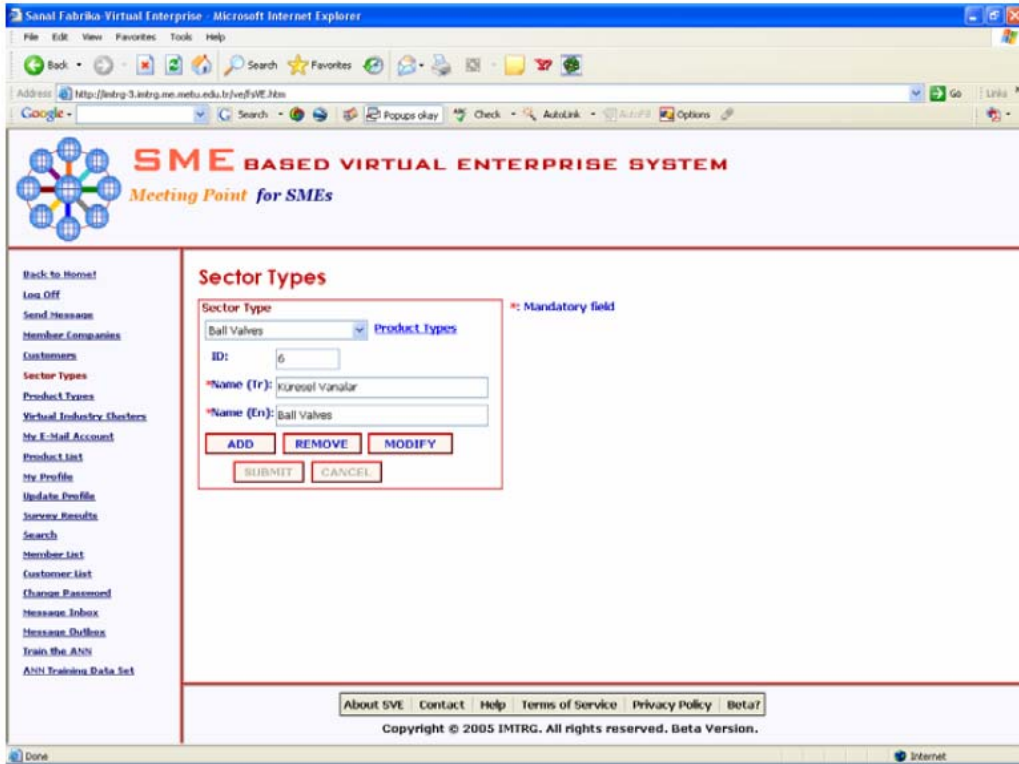 Sanal Fabrika-Virtual Enterprise - Microsoft Internet Explorer
File Edit View Favorites Tools Help
Back Search Favorites
Address http://imtrg-3.imtrg.me.metu.edu.tr/ve/fsVE.htm Go Links
Google - Search Popups okay Check AutoLink AutoFill Options
SME BASED VIRTUAL ENTERPRISE SYSTEM
Meeting Point for SMEs
Back to Home!
Log Off
Send Message
Member Companies
Customers
Sector Types
Product Types
Virtual Industry Clusters
My E-Mail Account
Product List
My Profile
Update Profile
Survey Results
Search
Member List
Customer List
Change Password
Message Inbox
Message Outbox
Train the ANN
ANN Training Data Set
Sector Types
Sector Type
*: Mandatory field
Ball Valves Product Types
ID: 6
*Name (Tr): Küresel Vanalar
*Name (En): Ball Valves
ADD REMOVE MODIFY
SUBMIT CANCEL
About SVE Contact Help Terms of Service Privacy Policy Beta?
Copyright © 2005 IMTRG. All rights reserved. Beta Version.
Done Internet